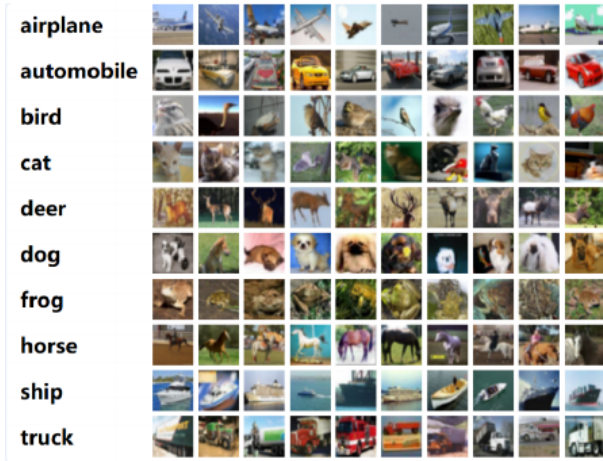 airplane
automobile
bird
cat
deer
dog
frog
horse
ship
truck